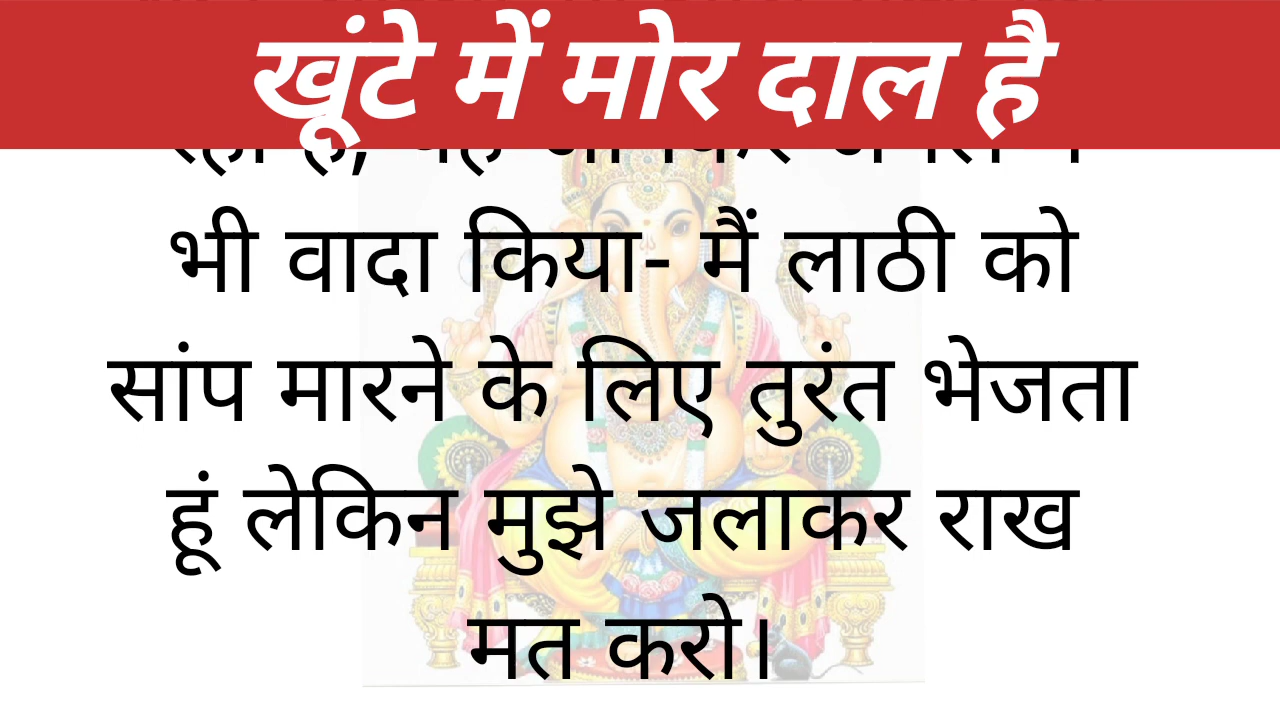 खूंटे में मोर दाल है
भी वादा किया- मैं लाठी को
सांप मारने के लिए तुरंत भेजता
हूं लेकिन मुझे जलाकर राख
मत करो।